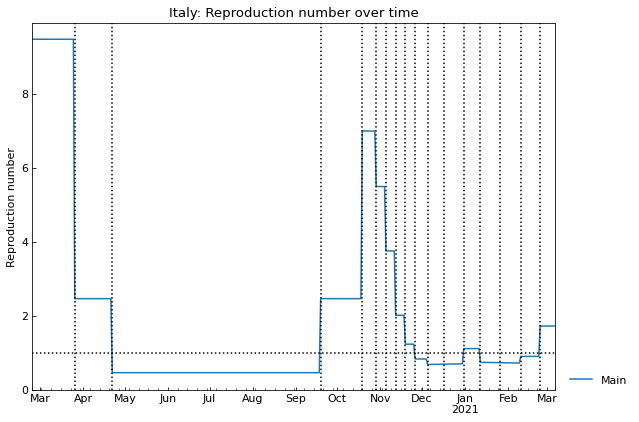 Italy: Reproduction number over time
Reproduction number
8
6
4
2
0
Mar Apr May Jun Jul Aug Sep Oct Nov Dec Jan Feb Mar
2021
Main